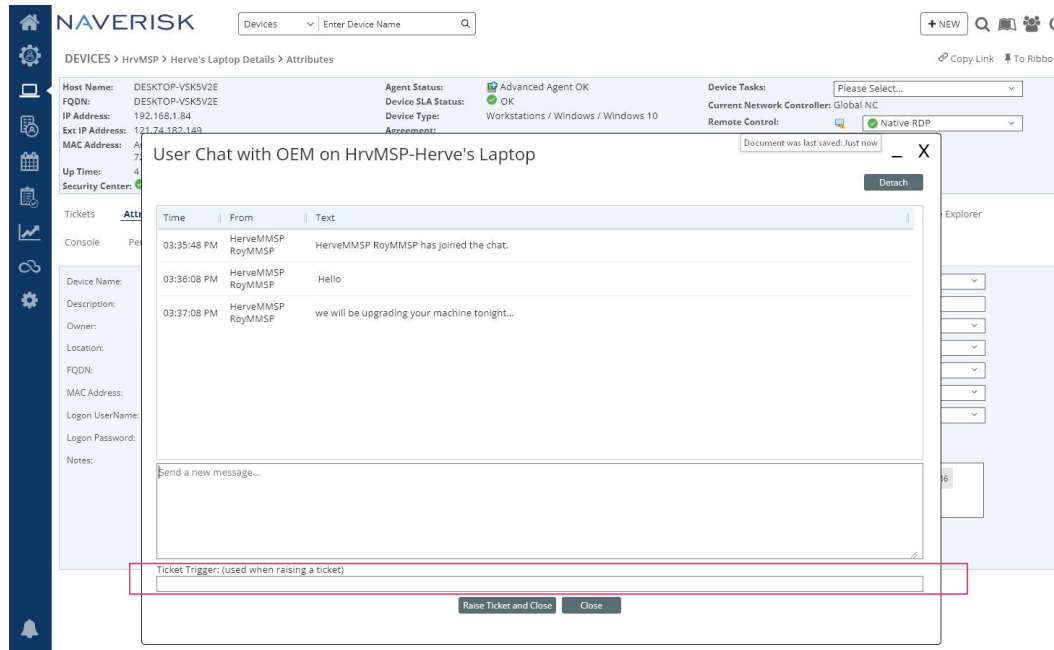 NAVERISK
Devices
Enter Device Name
+ NEW
DEVICES > HrvMSP > Herve's Laptop Details > Attributes
Copy Link
To Ribbo
Host Name: DESKTOP-VSK5V2E
Agent Status: Advanced Agent OK
Device Tasks: Please Select...
FQDN: DESKTOP-VSK5V2E
Device SLA Status: OK
Current Network Controller: Global NC
IP Address: 192.168.1.84
Device Type: Workstations / Windows / Windows 10
Remote Control: Native RDP
Ext IP Address: 121.74.182.149
Agreement:
Document was last saved: Just now
MAC Address:
Up Time: 4
Security Center:
User Chat with OEM on HrvMSP-Herve's Laptop
_ X
Detach
Tickets
Attr
Explorer
Console
Per
Time From Text
03:35:48 PM HerveMMSP RoyMMSP HerveMMSP RoyMMSP has joined the chat.
03:36:08 PM HerveMMSP RoyMMSP Hello
03:37:08 PM HerveMMSP RoyMMSP we will be upgrading your machine tonight...
Device Name:
Description:
Owner:
Location:
FQDN:
MAC Address:
Logon UserName:
Logon Password:
Notes:
Send a new message...
Ticket Trigger: (used when raising a ticket)
Raise Ticket and Close
Close